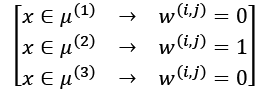 x ∈ μ⁽¹⁾ → w⁽ⁱ,ʲ⁾ = 0
x ∈ μ⁽²⁾ → w⁽ⁱ,ʲ⁾ = 1
x ∈ μ⁽³⁾ → w⁽ⁱ,ʲ⁾ = 0